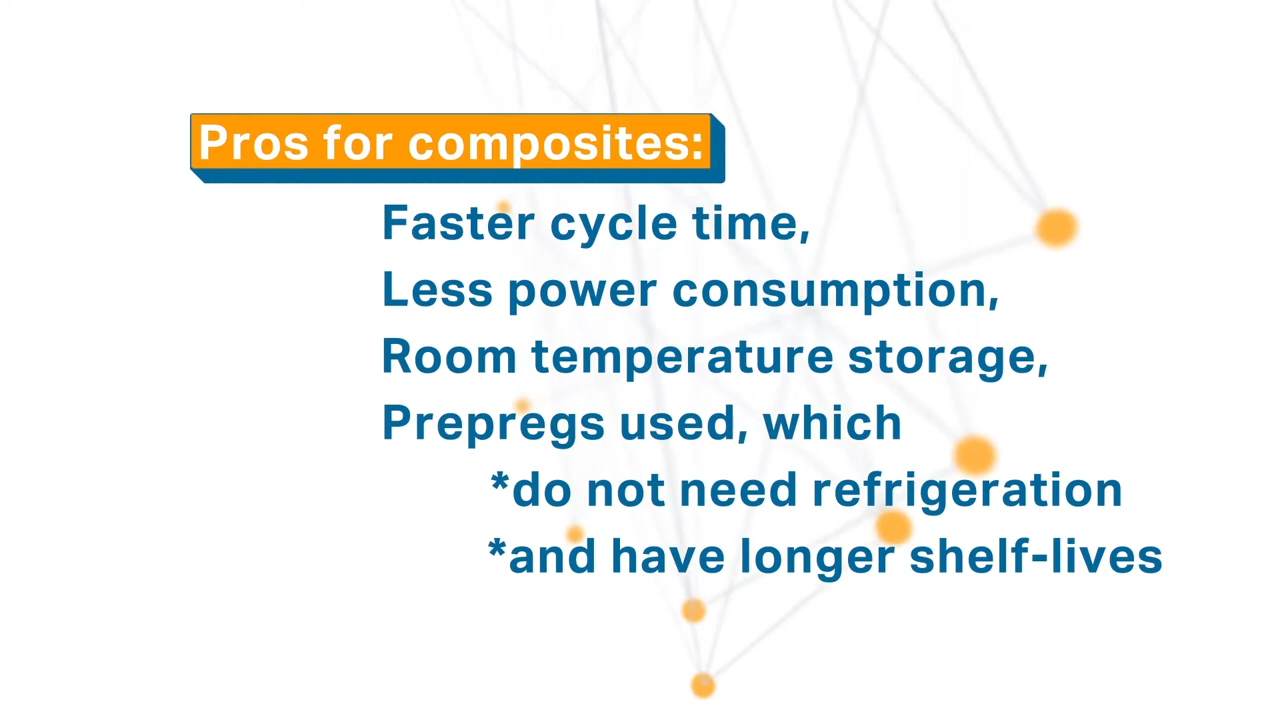 Pros for composites:
Faster cycle time,
Less power consumption,
Room temperature storage,
Prepregs used, which
*do not need refrigeration
*and have longer shelf-lives